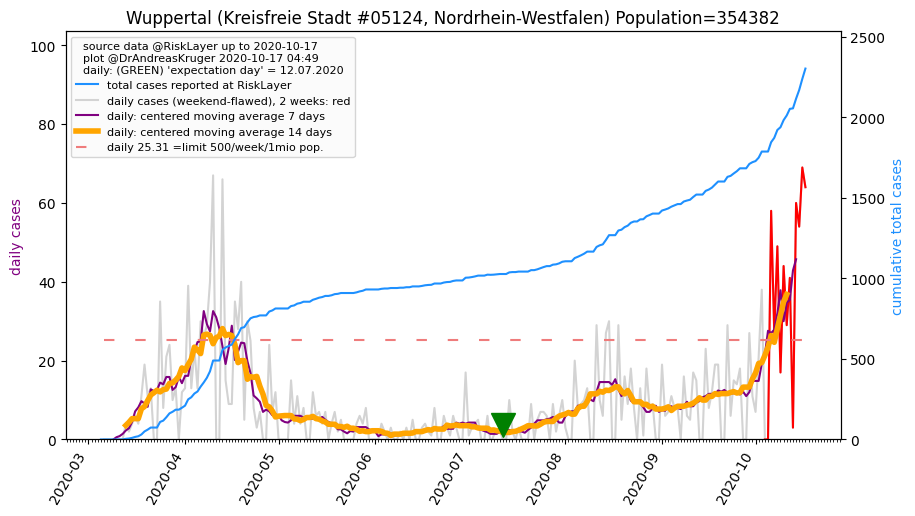 Wuppertal (Kreisfreie Stadt #05124, Nordrhein-Westfalen) Population=354382
source data @RiskLayer up to 2020-10-17
plot @DrAndreasKruger 2020-10-17 04:49
daily: (GREEN) 'expectation day' = 12.07.2020
total cases reported at RiskLayer
daily cases (weekend-flawed), 2 weeks: red
daily: centered moving average 7 days
daily: centered moving average 14 days
daily 25.31 =limit 500/week/1mio pop.
daily cases
100
80
60
40
20
0
cumulative total cases
2500
2000
1500
1000
500
0
2020-03
2020-04
2020-05
2020-06
2020-07
2020-08
2020-09
2020-10